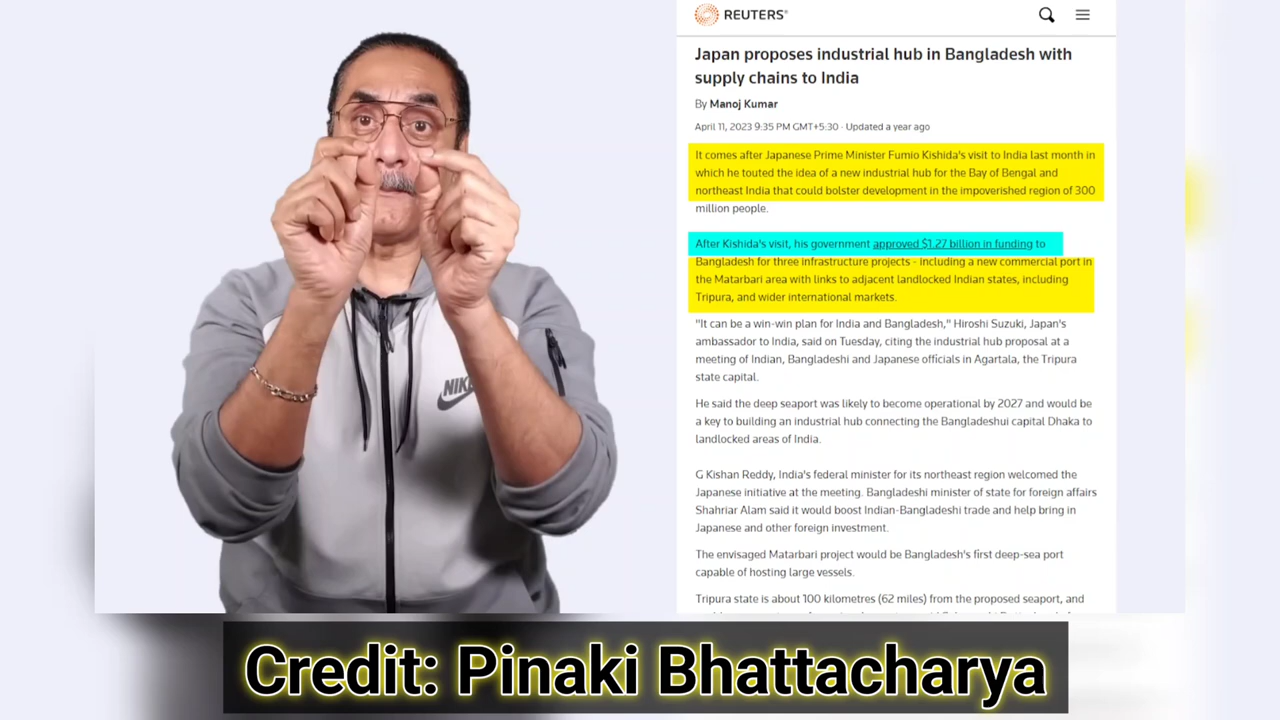 REUTERS®
Japan proposes industrial hub in Bangladesh with
supply chains to India
By Manoj Kumar
April 11, 2023 9:35 PM GMT+5:30 · Updated a year ago
It comes after Japanese Prime Minister Fumio Kishida's visit to India last month in
which he touted the idea of a new industrial hub for the Bay of Bengal and
northeast India that could bolster development in the impoverished region of 300
million people.
After Kishida's visit, his government approved $1.27 billion in funding to
Bangladesh for three infrastructure projects - including a new commercial port in
the Matarbari area with links to adjacent landlocked Indian states, including
Tripura, and wider international markets.
"It can be a win-win plan for India and Bangladesh," Hiroshi Suzuki, Japan's
ambassador to India, said on Tuesday, citing the industrial hub proposal at a
meeting of Indian, Bangladeshi and Japanese officials in Agartala, the Tripura
state capital.
He said the deep seaport was likely to become operational by 2027 and would be
a key to building an industrial hub connecting the Bangladeshui capital Dhaka to
landlocked areas of India.
G Kishan Reddy, India's federal minister for its northeast region welcomed the
Japanese initiative at the meeting. Bangladeshi minister of state for foreign affairs
Shahriar Alam said it would boost Indian-Bangladeshi trade and help bring in
Japanese and other foreign investment.
The envisaged Matarbari project would be Bangladesh's first deep-sea port
capable of hosting large vessels.
Tripura state is about 100 kilometres (62 miles) from the proposed seaport, and
NIKE
Credit: Pinaki Bhattacharya